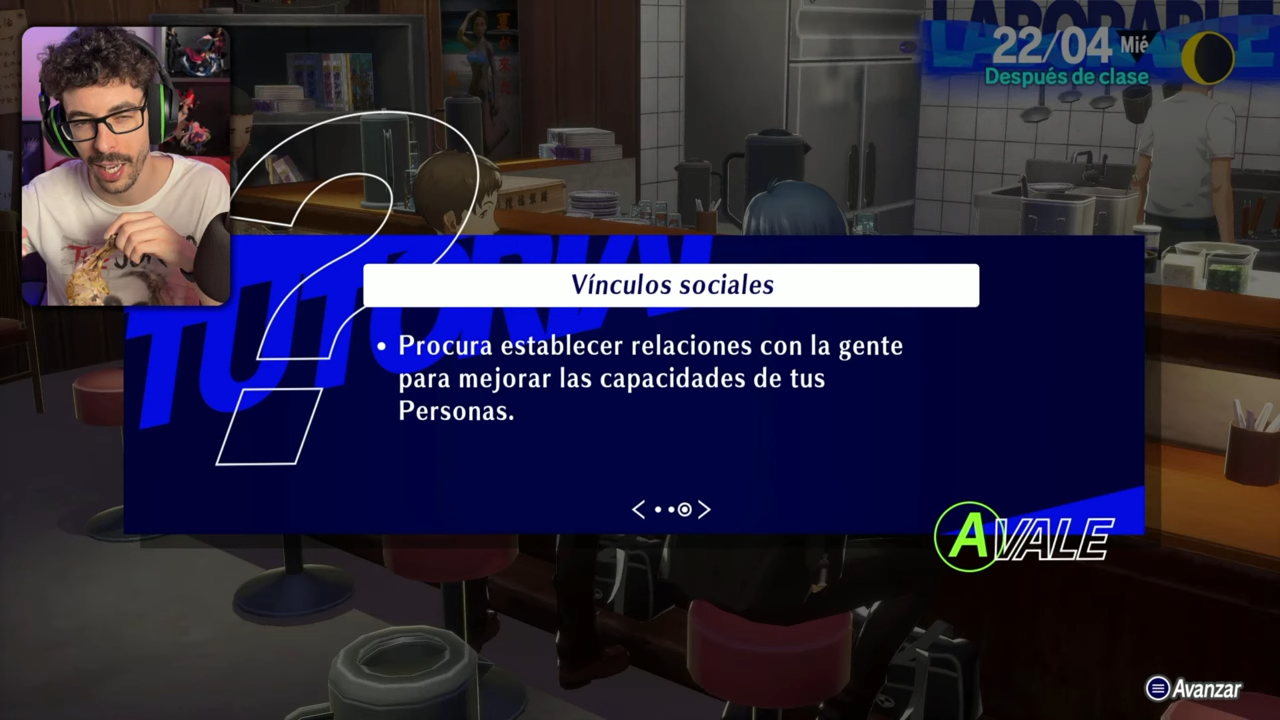 LABORABLE
22/04 Mié
Después de clase
TUTORIAL
Vínculos sociales
• Procura establecer relaciones con la gente
para mejorar las capacidades de tus
Personas.
A VALE
Avanzar